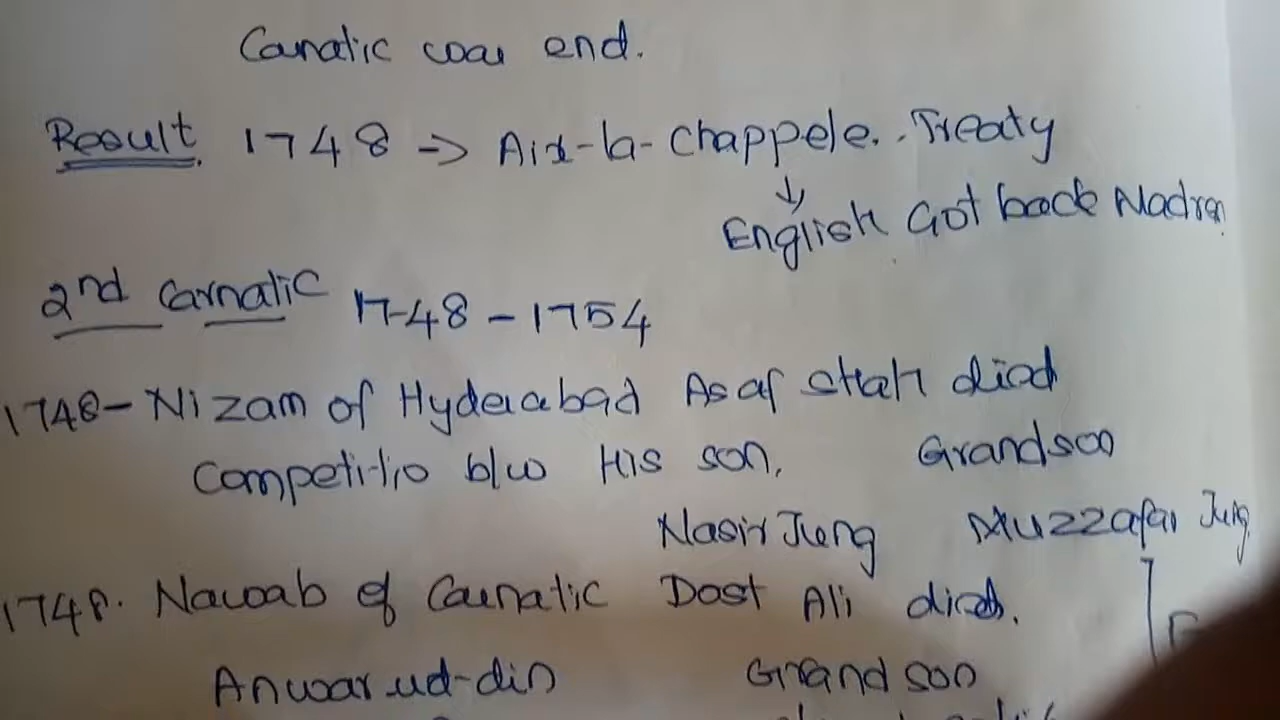 Carnatic war end.
Result. 1748 -> Aix-la-Chappele. Treaty
↓
English Got back Madras
2nd Carnatic 1748 - 1754
1748 - Nizam of Hyderabad Asaf Shah died
Competitio b/w His son, Grandson
Nasir Jung Muzzafar Jung
1748. Nawab of Carnatic Dost Ali died.
Anwar ud-din Grand son